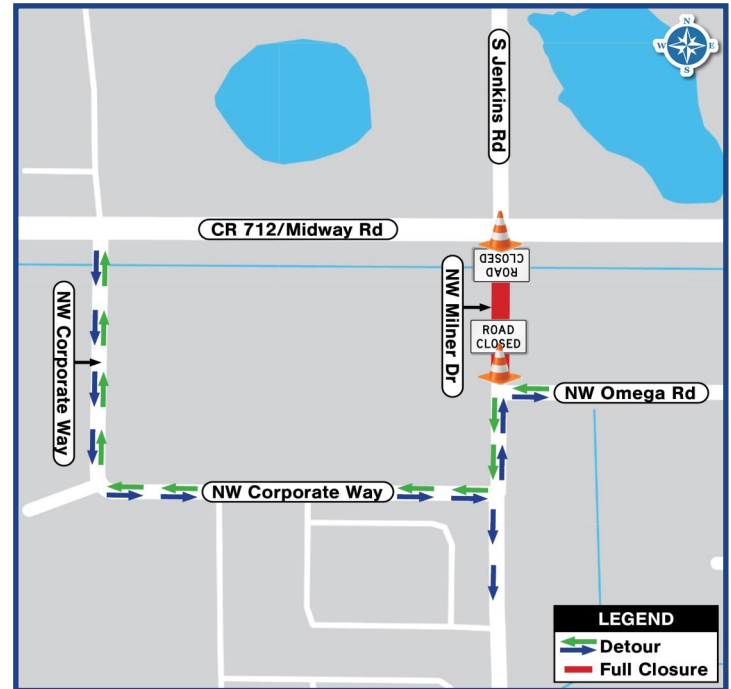 N
W
E
S
S Jenkins Rd
CR 712/Midway Rd
ROAD
CLOSED
NW Milner Dr
ROAD
CLOSED
NW Corporate Way
NW Omega Rd
NW Corporate Way
LEGEND
Detour
Full Closure